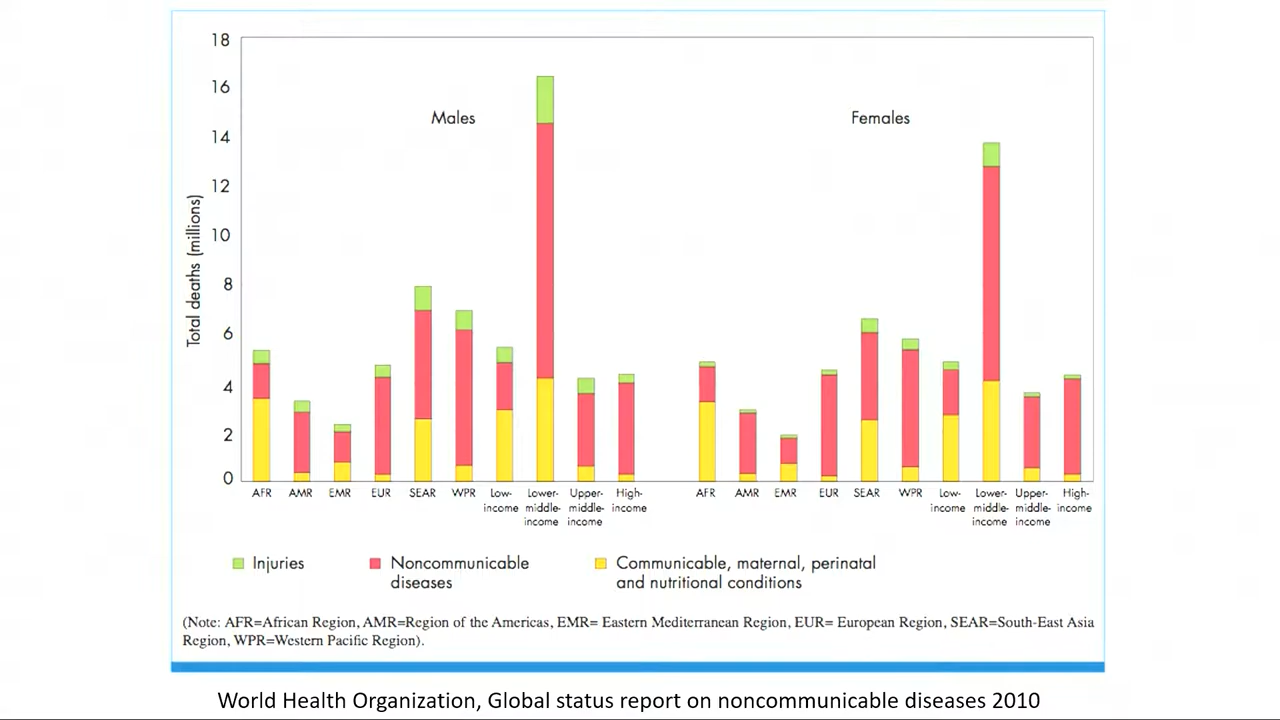 18
16
14
12
10
8
6
4
2
0
Total deaths (millions)
Males
Females
AFR AMR EMR EUR SEAR WPR Low- Lower- Upper- High- AFR AMR EMR EUR SEAR WPR Low- Lower- Upper- High-
income middle- middle- income income middle- middle- income
income income income income
Injuries Noncommunicable Communicable, maternal, perinatal
diseases and nutritional conditions
(Note: AFR=African Region, AMR=Region of the Americas, EMR= Eastern Mediterranean Region, EUR= European Region, SEAR=South-East Asia
Region, WPR=Western Pacific Region).
World Health Organization, Global status report on noncommunicable diseases 2010